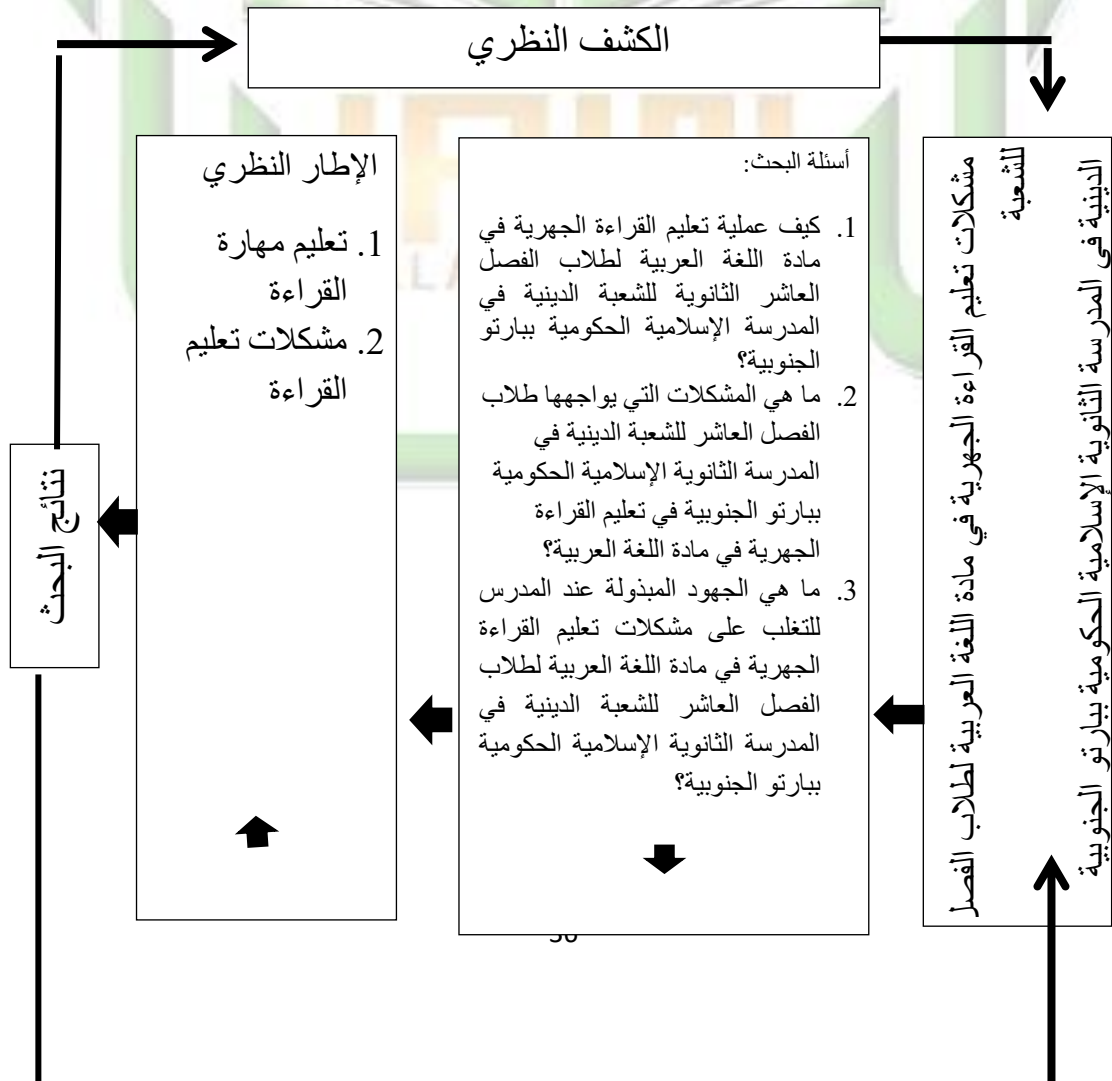 الكشف النظري
مشكلات تعليم القراءة الجهرية في مادة اللغة العربية لطلاب الفصل
للشعبة
الدينية في المدرسة الثانوية الإسلامية الحكومية ببارتو الجنوبية
أسئلة البحث:
1. كيف عملية تعليم القراءة الجهرية في
مادة اللغة العربية لطلاب الفصل
العاشر الثانوية للشعبة الدينية في
المدرسة الإسلامية الحكومية ببارتو
الجنوبية؟
2. ما هي المشكلات التي يواجهها طلاب
الفصل العاشر للشعبة الدينية في
المدرسة الثانوية الإسلامية الحكومية
ببارتو الجنوبية في تعليم القراءة
الجهرية في مادة اللغة العربية؟
3. ما هي الجهود المبذولة عند المدرس
للتغلب على مشكلات تعليم القراءة
الجهرية في مادة اللغة العربية لطلاب
الفصل العاشر للشعبة الدينية في
المدرسة الثانوية الإسلامية الحكومية
ببارتو الجنوبية؟
الإطار النظري
1. تعليم مهارة
القراءة
2. مشكلات تعليم
القراءة
نتائج البحث